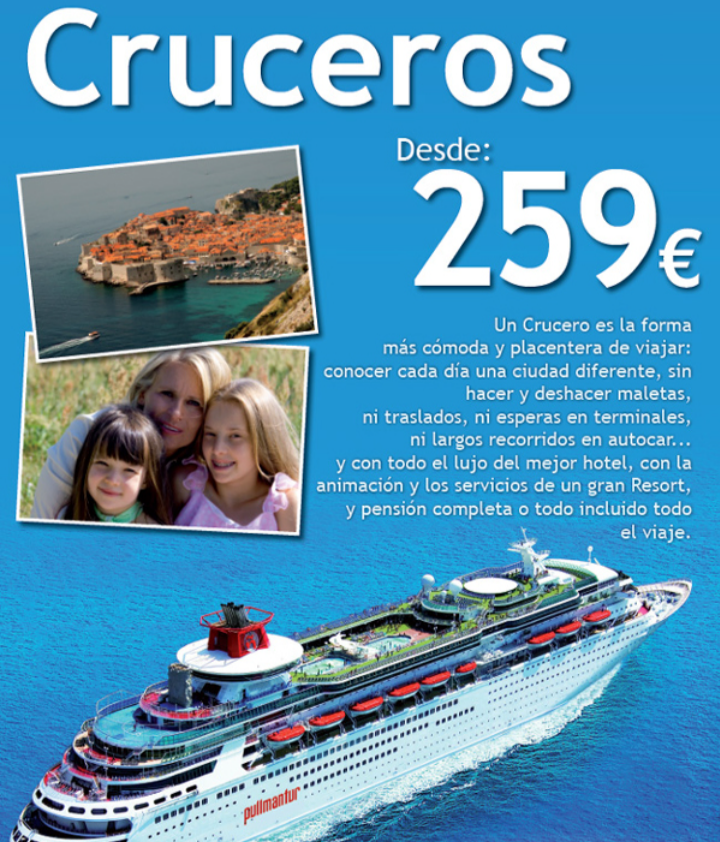 Cruceros
Desde:
259€
Un Crucero es la forma
más cómoda y placentera de viajar:
conocer cada día una ciudad diferente, sin
hacer y deshacer maletas,
ni traslados, ni esperas en terminales,
ni largos recorridos en autocar...
y con todo el lujo del mejor hotel, con la
animación y los servicios de un gran Resort,
y pensión completa o todo incluido todo
el viaje.
pullmantur